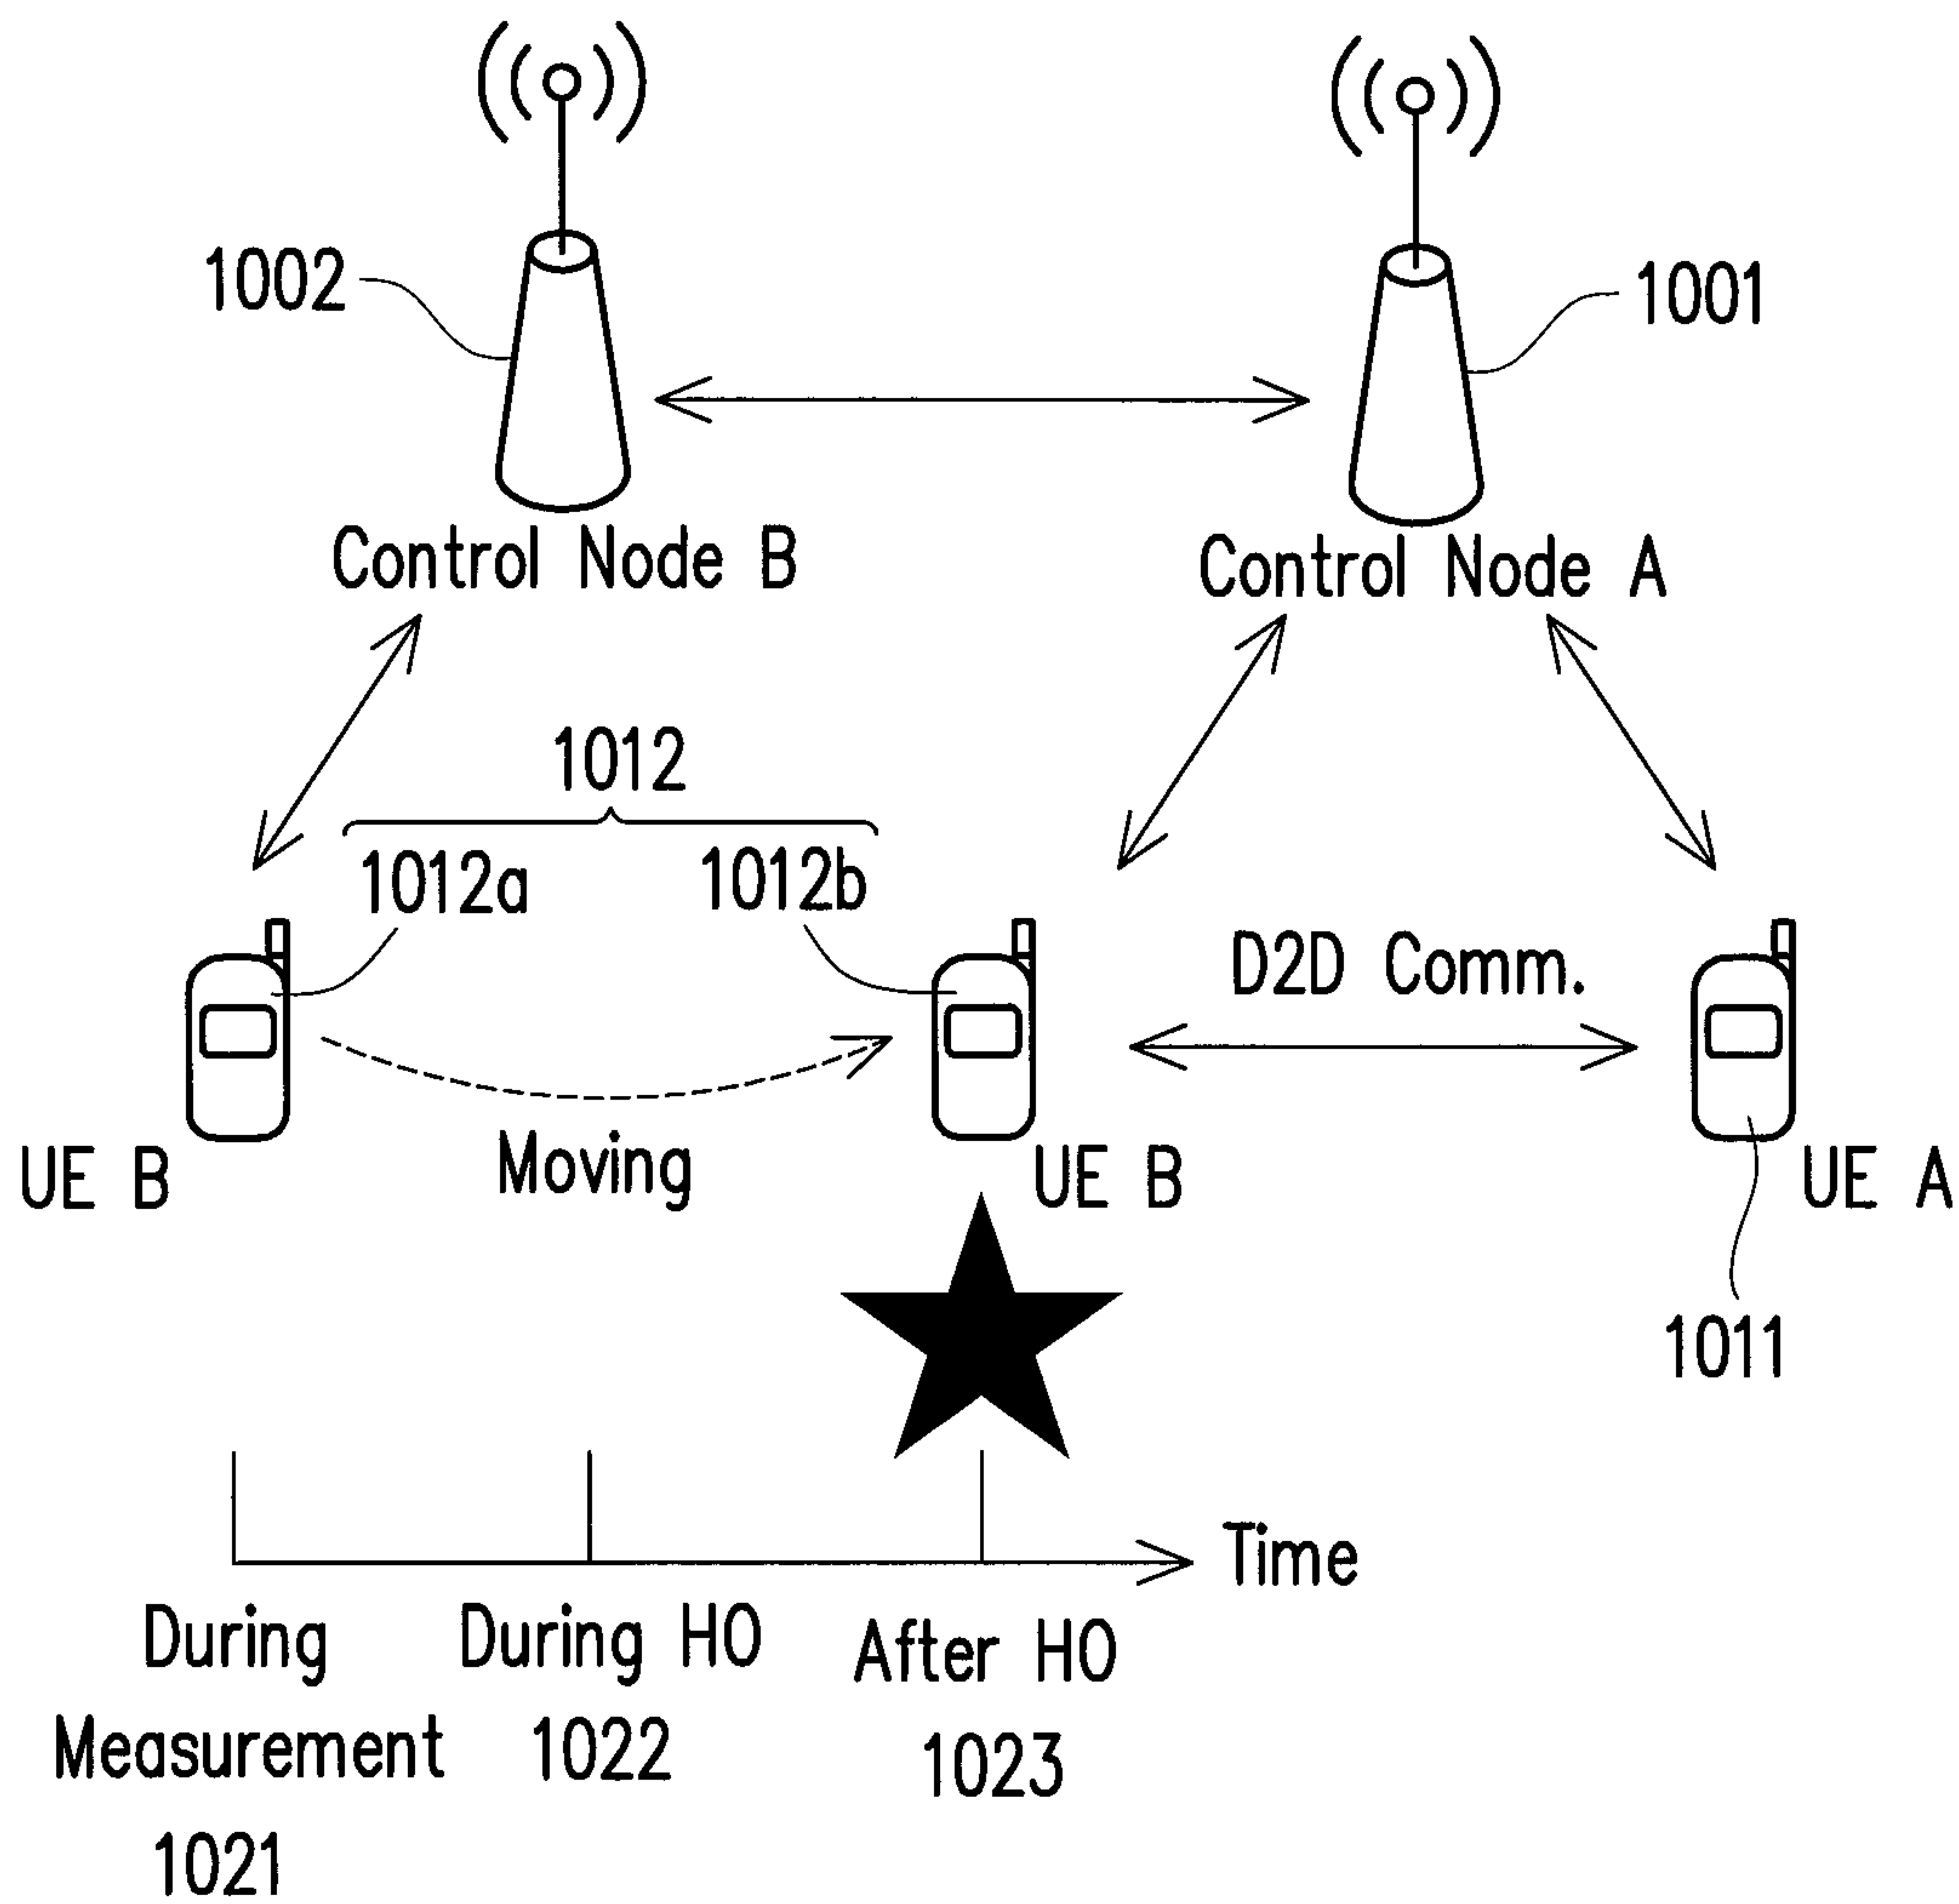 1002
1001
Control Node B
Control Node A
1012
1012a
1012b
D2D Comm.
UE B
Moving
UE B
UE A
1011
Time
During
Measurement
1021
During HO
1022
After HO
1023